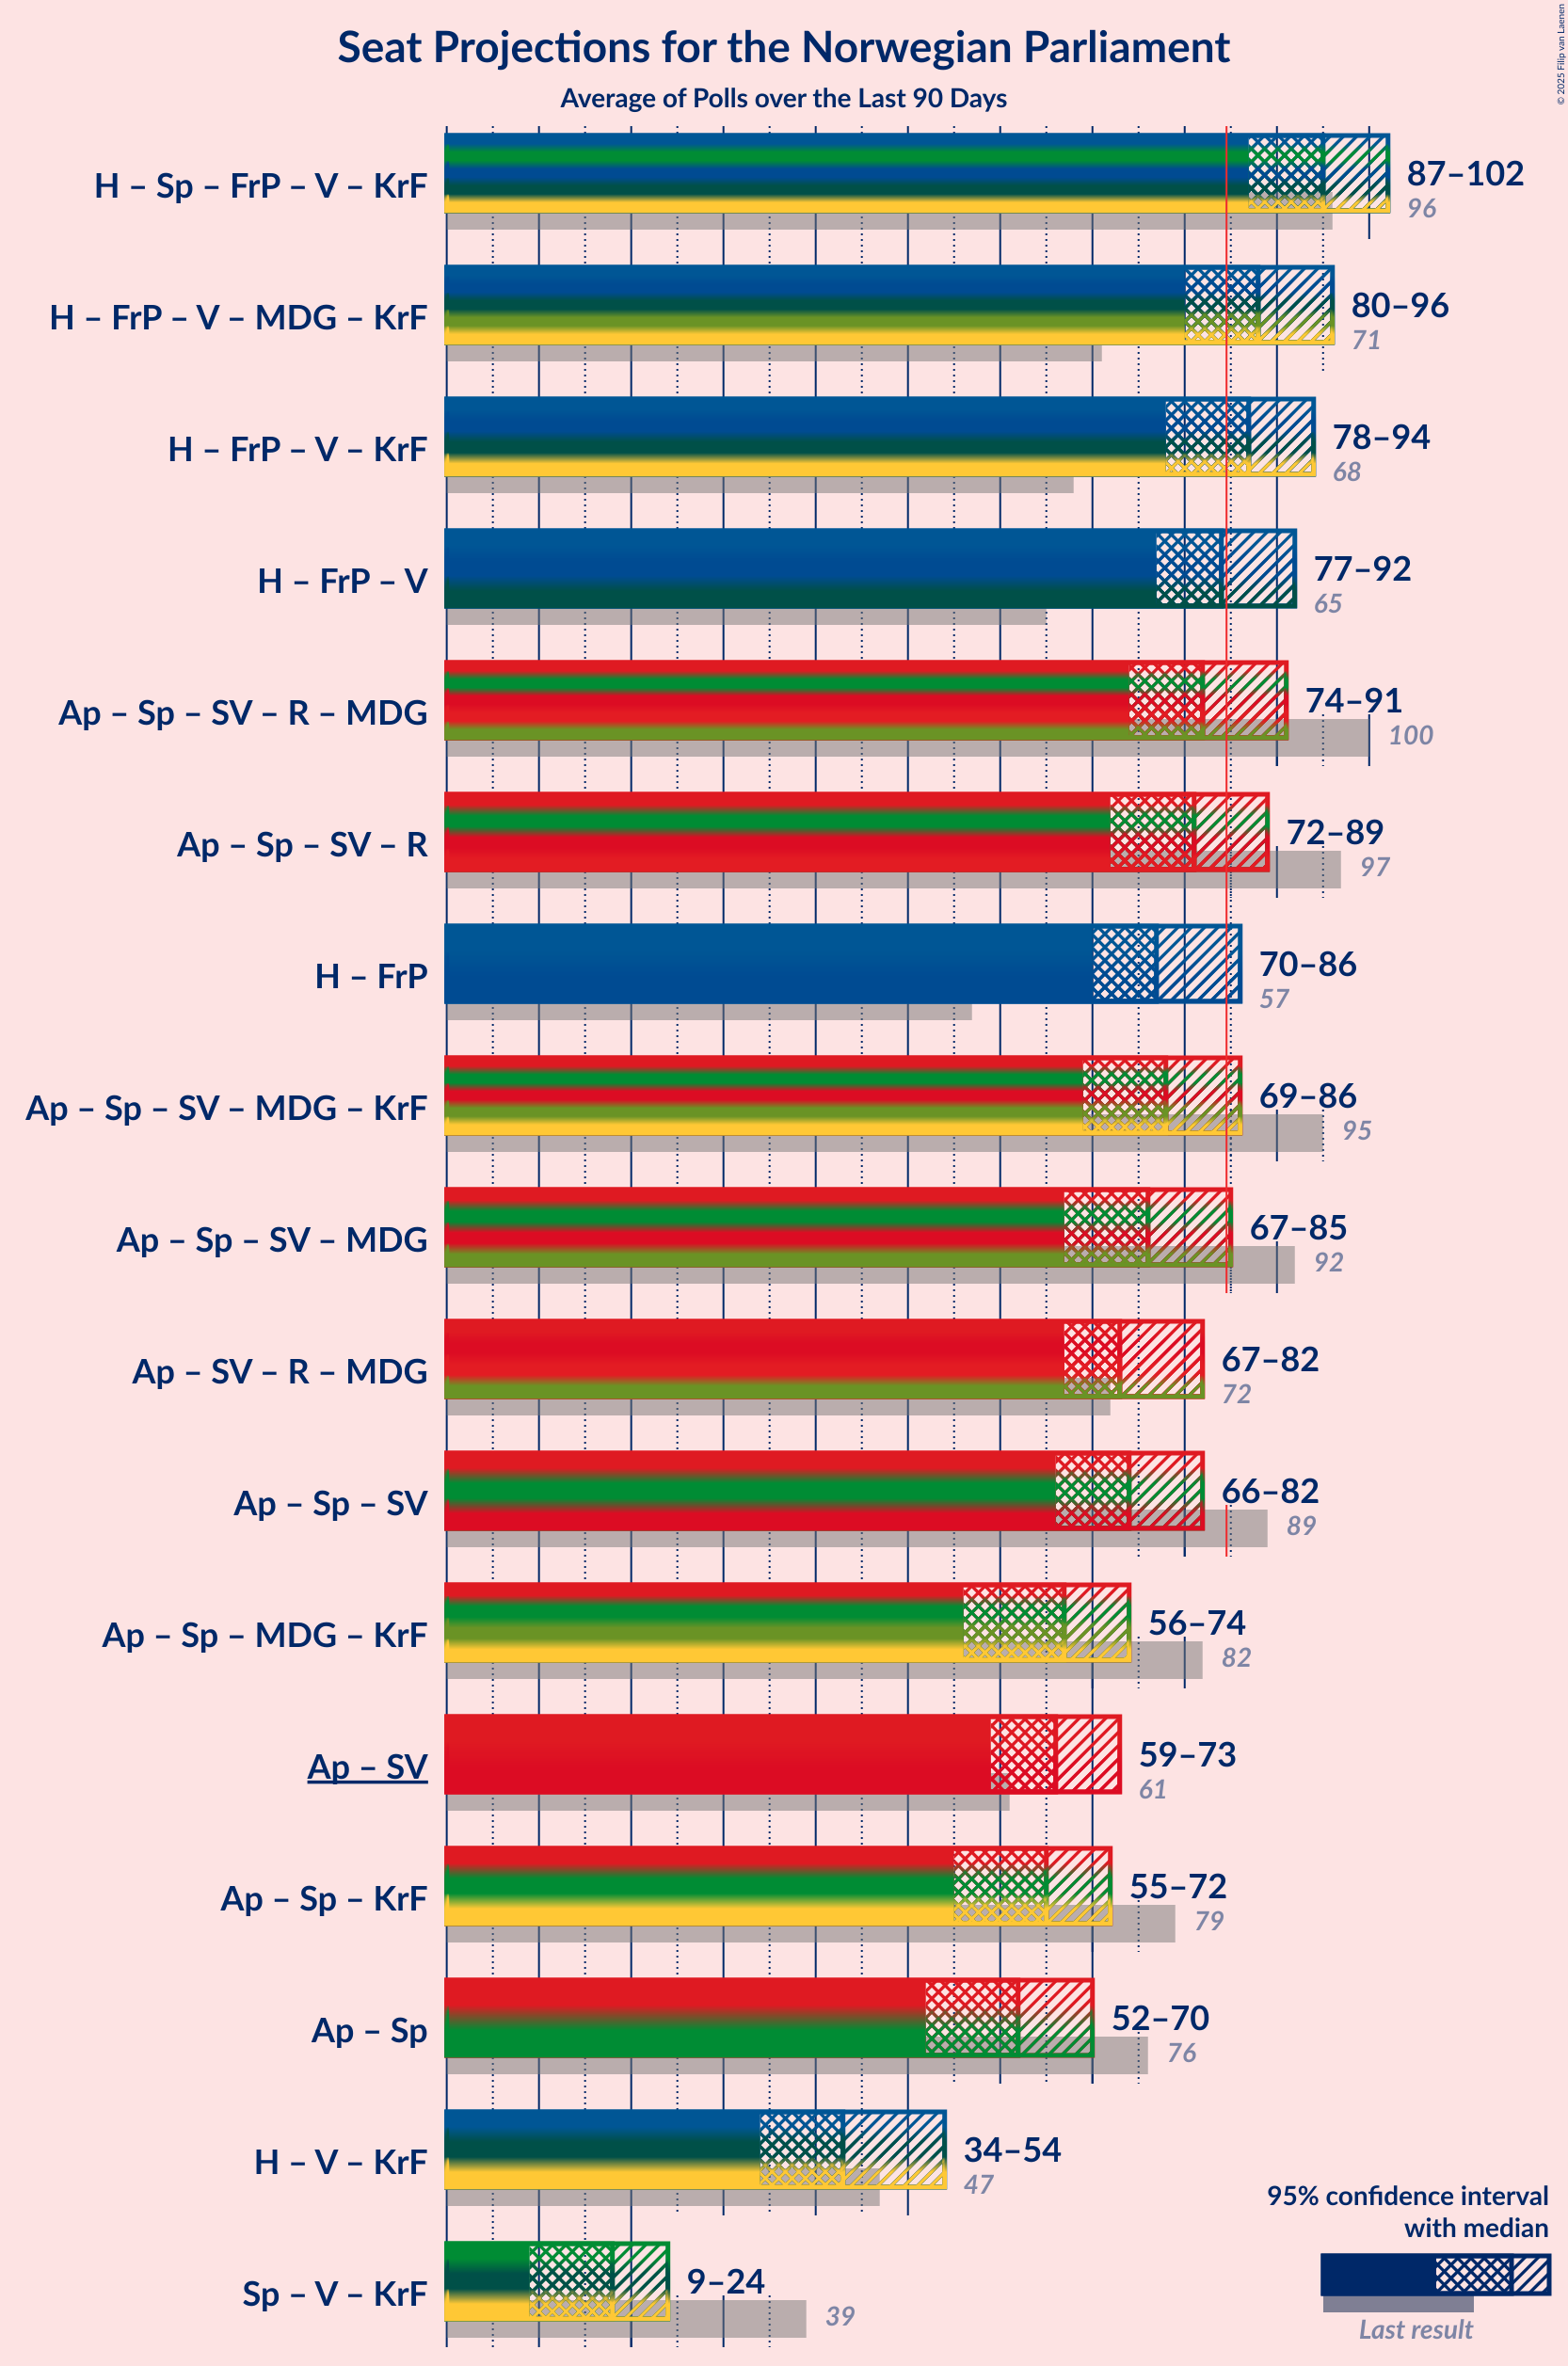 Seat Projections for the Norwegian Parliament
Average of Polls over the Last 90 Days
© 2025 Filip van Laenen
H – Sp – FrP – V – KrF
87–102
96
H – FrP – V – MDG – KrF
80–96
71
H – FrP – V – KrF
78–94
68
H – FrP – V
77–92
65
Ap – Sp – SV – R – MDG
74–91
100
Ap – Sp – SV – R
72–89
97
H – FrP
70–86
57
Ap – Sp – SV – MDG – KrF
69–86
95
Ap – Sp – SV – MDG
67–85
92
Ap – SV – R – MDG
67–82
72
Ap – Sp – SV
66–82
89
Ap – Sp – MDG – KrF
56–74
82
Ap – SV
59–73
61
Ap – Sp – KrF
55–72
79
Ap – Sp
52–70
76
H – V – KrF
34–54
47
Sp – V – KrF
9–24
39
95% confidence interval
with median
Last result